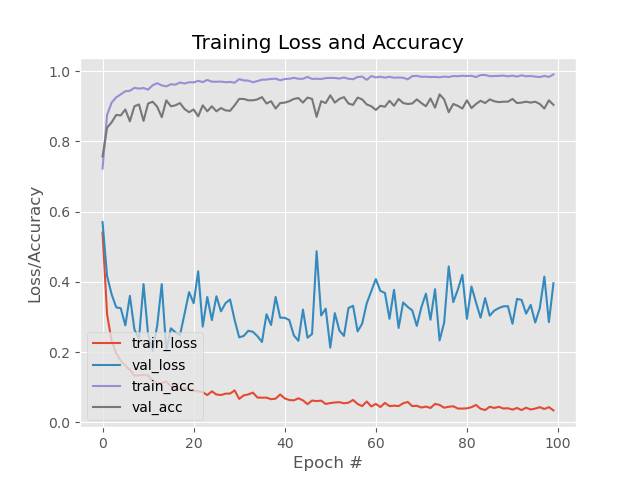 Training Loss and Accuracy
Loss/Accuracy
1.0
0.8
0.6
0.4
0.2
0.0
train_loss
val_loss
train_acc
val_acc
0 20 40 60 80 100
Epoch #